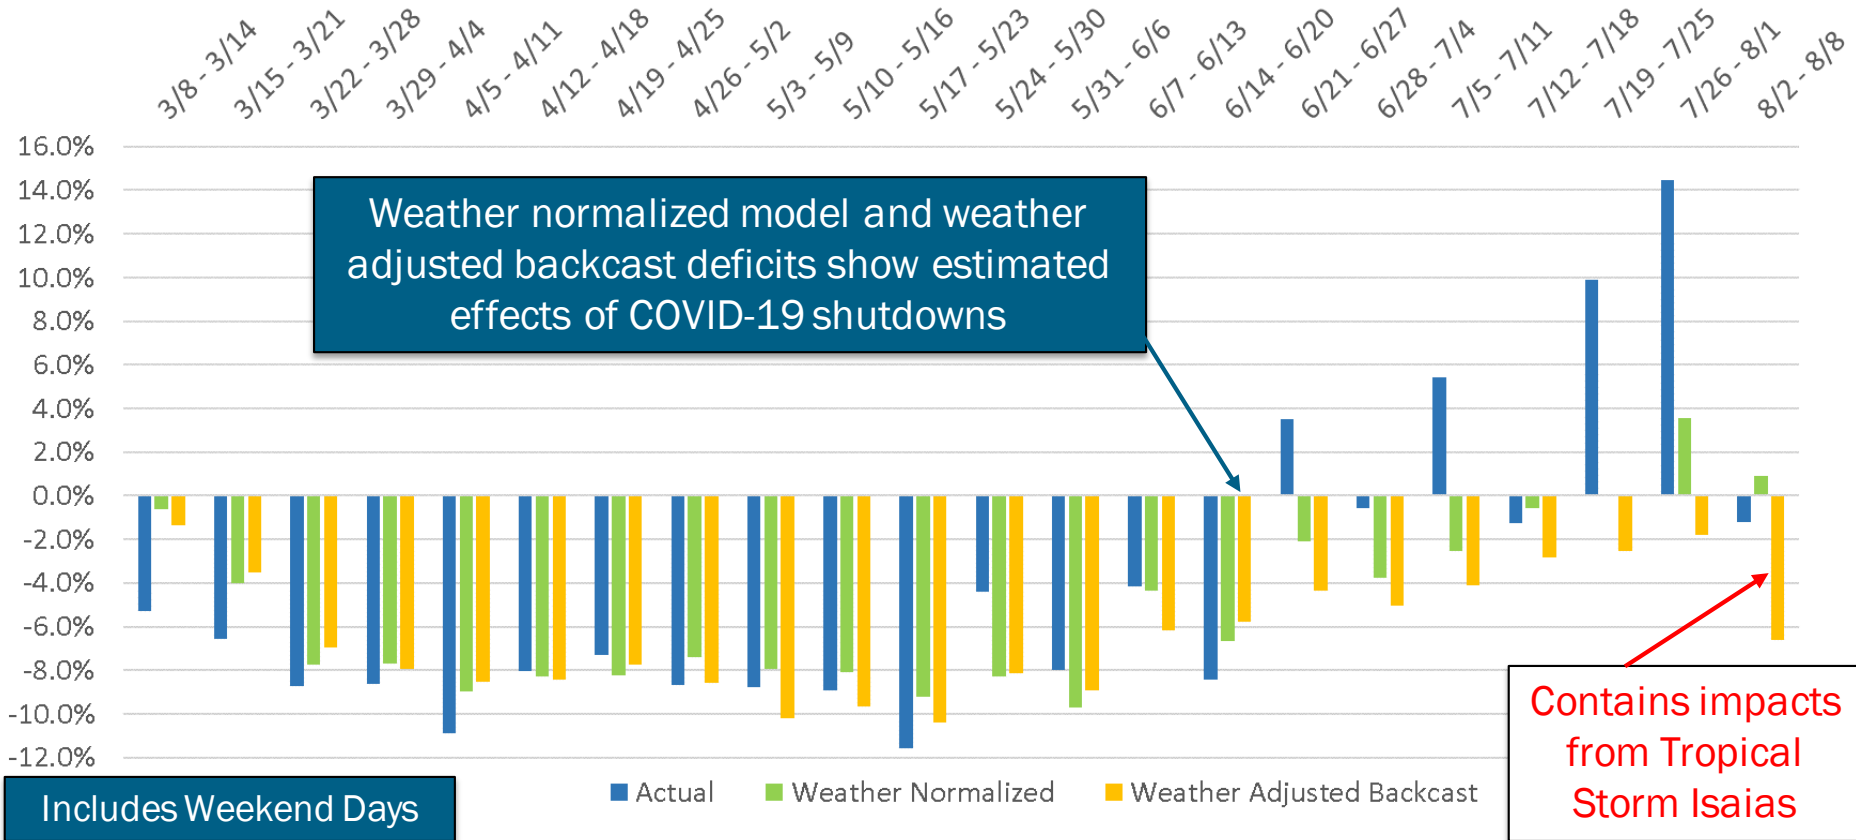 3/8 - 3/14
3/15 - 3/21
3/22 - 3/28
3/29 - 4/4
4/5 - 4/11
4/12 - 4/18
4/19 - 4/25
4/26 - 5/2
5/3 - 5/9
5/10 - 5/16
5/17 - 5/23
5/24 - 5/30
5/31 - 6/6
6/7 - 6/13
6/14 - 6/20
6/21 - 6/27
6/28 - 7/4
7/5 - 7/11
7/12 - 7/18
7/19 - 7/25
7/26 - 8/1
8/2 - 8/8
16.0%
14.0%
12.0%
10.0%
8.0%
6.0%
4.0%
2.0%
0.0%
-2.0%
-4.0%
-6.0%
-8.0%
-10.0%
-12.0%
Weather normalized model and weather
adjusted backcast deficits show estimated
effects of COVID-19 shutdowns
Contains impacts
from Tropical
Storm Isaias
Includes Weekend Days
Actual
Weather Normalized
Weather Adjusted Backcast